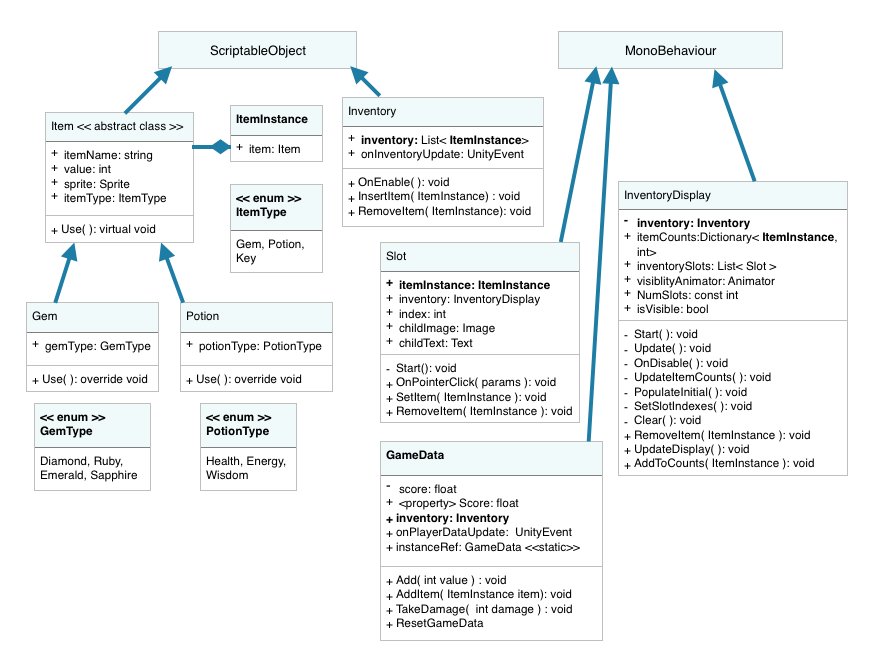 ScriptableObject
MonoBehaviour
Item << abstract class >>
+ itemName: string
+ value: int
+ sprite: Sprite
+ itemType: ItemType
+ Use( ): virtual void
ItemInstance
+ item: Item
<< enum >>
ItemType
Gem, Potion,
Key
Inventory
+ inventory: List< ItemInstance>
+ onInventoryUpdate: UnityEvent
+ OnEnable( ): void
+ InsertItem( ItemInstance) : void
+ RemoveItem( ItemInstance): void
InventoryDisplay
- inventory: Inventory
+ itemCounts:Dictionary< ItemInstance,
int>
+ inventorySlots: List< Slot >
+ visiblityAnimator: Animator
+ NumSlots: const int
+ isVisible: bool
- Start( ): void
- Update( ): void
- OnDisable( ): void
- UpdateItemCounts( ): void
- PopulateInitial( ): void
- SetSlotIndexes( ): void
- Clear( ): void
+ RemoveItem( ItemInstance ): void
+ UpdateDisplay( ): void
+ AddToCounts( ItemInstance ): void
Slot
+ itemInstance: ItemInstance
+ inventory: InventoryDisplay
+ index: int
+ childImage: Image
+ childText: Text
- Start(): void
+ OnPointerClick( params ): void
+ SetItem( ItemInstance ): void
+ RemoveItem( ItemInstance ): void
Gem
+ gemType: GemType
+ Use( ): override void
Potion
+ potionType: PotionType
+ Use( ): override void
<< enum >>
GemType
Diamond, Ruby,
Emerald, Sapphire
<< enum >>
PotionType
Health, Energy,
Wisdom
GameData
- score: float
+ <property> Score: float
+ inventory: Inventory
+ onPlayerDataUpdate:  UnityEvent
+ instanceRef: GameData <<static>>
+ Add( int value ) : void
+ AddItem( ItemInstance item): void
+ TakeDamage(  int damage ) : void
+ ResetGameData